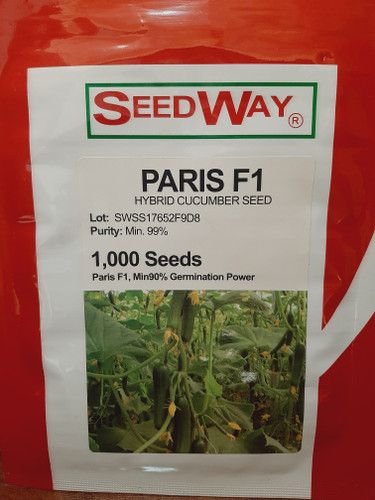 SEEDWAY®
PARIS F1
HYBRID CUCUMBER SEED
Lot: SWSS17652F9D8
Purity: Min. 99%
1,000 Seeds
Paris F1, Min90% Germination Power